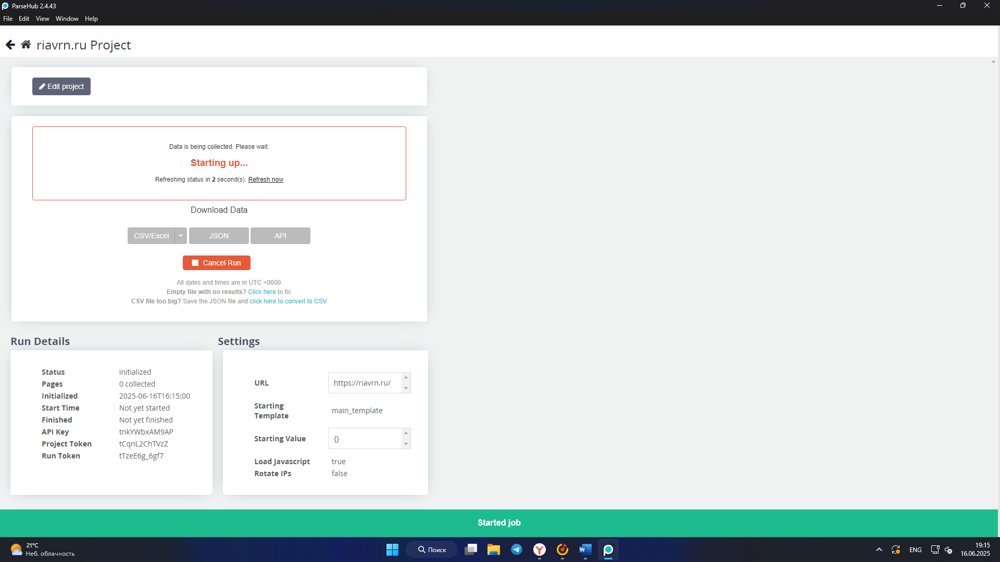 ParseHub 2.4.43
File Edit View Window Help
riavrn.ru Project
Edit project
Data is being collected. Please wait.
Starting up...
Refreshing status in 2 second(s). Refresh now
Download Data
CSV/Excel JSON API
Cancel Run
All dates and times are in UTC +0000.
Empty file with no results? Click here to fix.
CSV file too big? Save the JSON file and click here to convert to CSV.
Run Details
Status initialized
Pages 0 collected
Initialized 2025-06-16T16:15:00
Start Time Not yet started
Finished Not yet finished
API Key tnkYWbxAM9AP
Project Token tCqnL2ChTVzZ
Run Token tTzeE6g_6gf7
Settings
URL https://riavrn.ru/
Starting Template main_template
Starting Value {}
Load Javascript true
Rotate IPs false
Started job
21°C
Неб. облачность
Поиск
ENG
19:15
16.06.2025